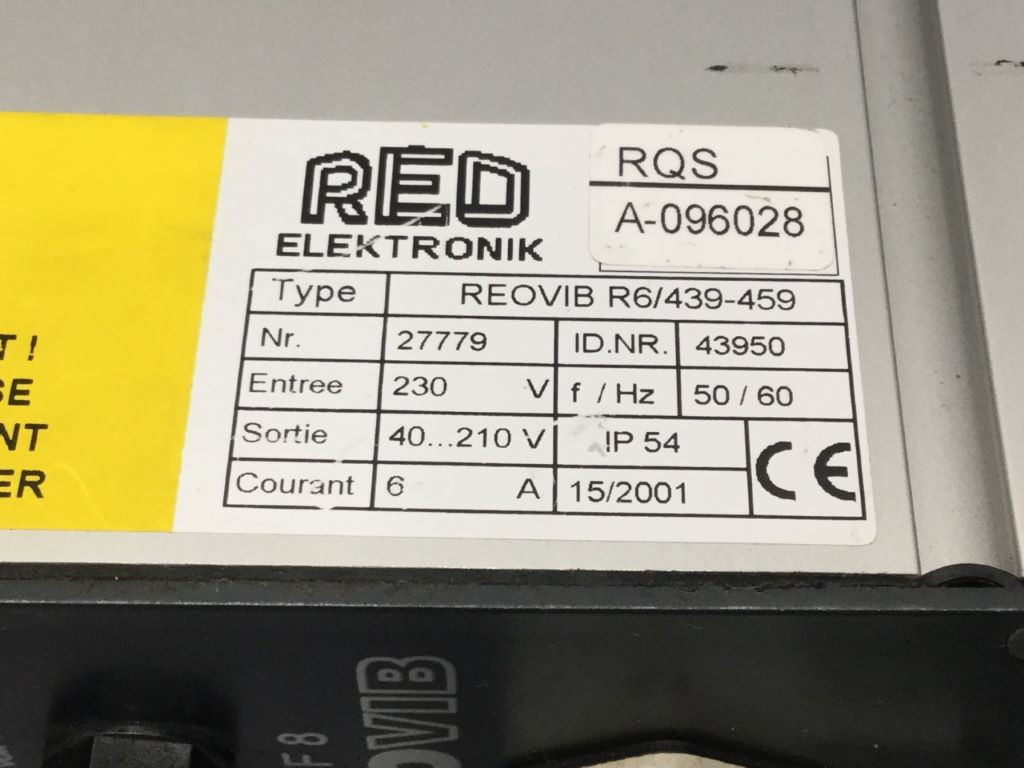 RED
ELEKTRONIK
RQS
A-096028
Type REOVIB R6/439-459
Nr. 27779 ID.NR. 43950
Entree 230 V f / Hz 50 / 60
Sortie 40...210 V IP 54
Courant 6 A 15/2001
CE
T !
SE
NT
ER
F8
OVIB